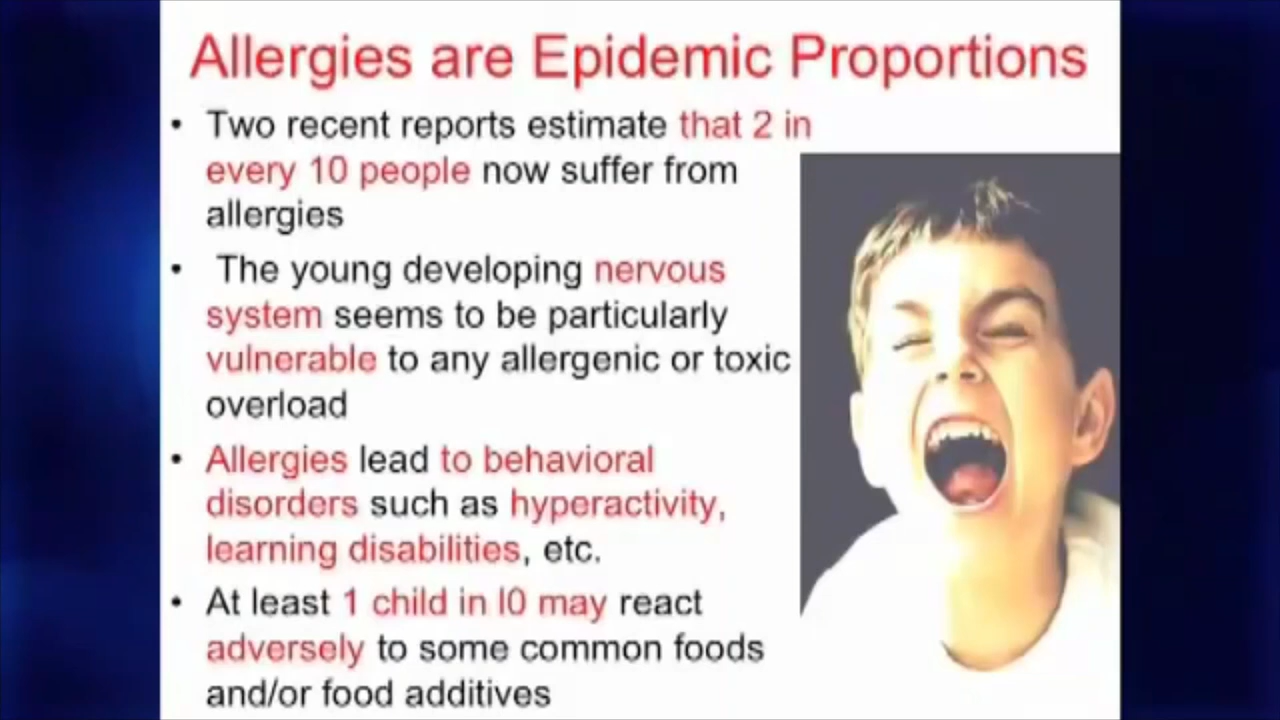 Allergies are Epidemic Proportions
• Two recent reports estimate that 2 in
every 10 people now suffer from
allergies
• The young developing nervous
system seems to be particularly
vulnerable to any allergenic or toxic
overload
• Allergies lead to behavioral
disorders such as hyperactivity,
learning disabilities, etc.
• At least 1 child in l0 may react
adversely to some common foods
and/or food additives